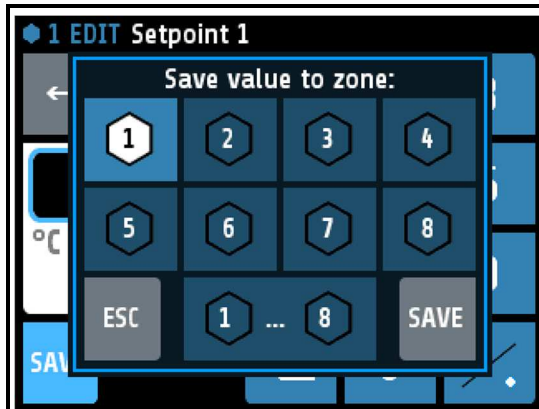 1 EDIT Setpoint 1
Save value to zone:
1 2 3 4
°C
5 6 7 8
ESC 1 ... 8 SAVE